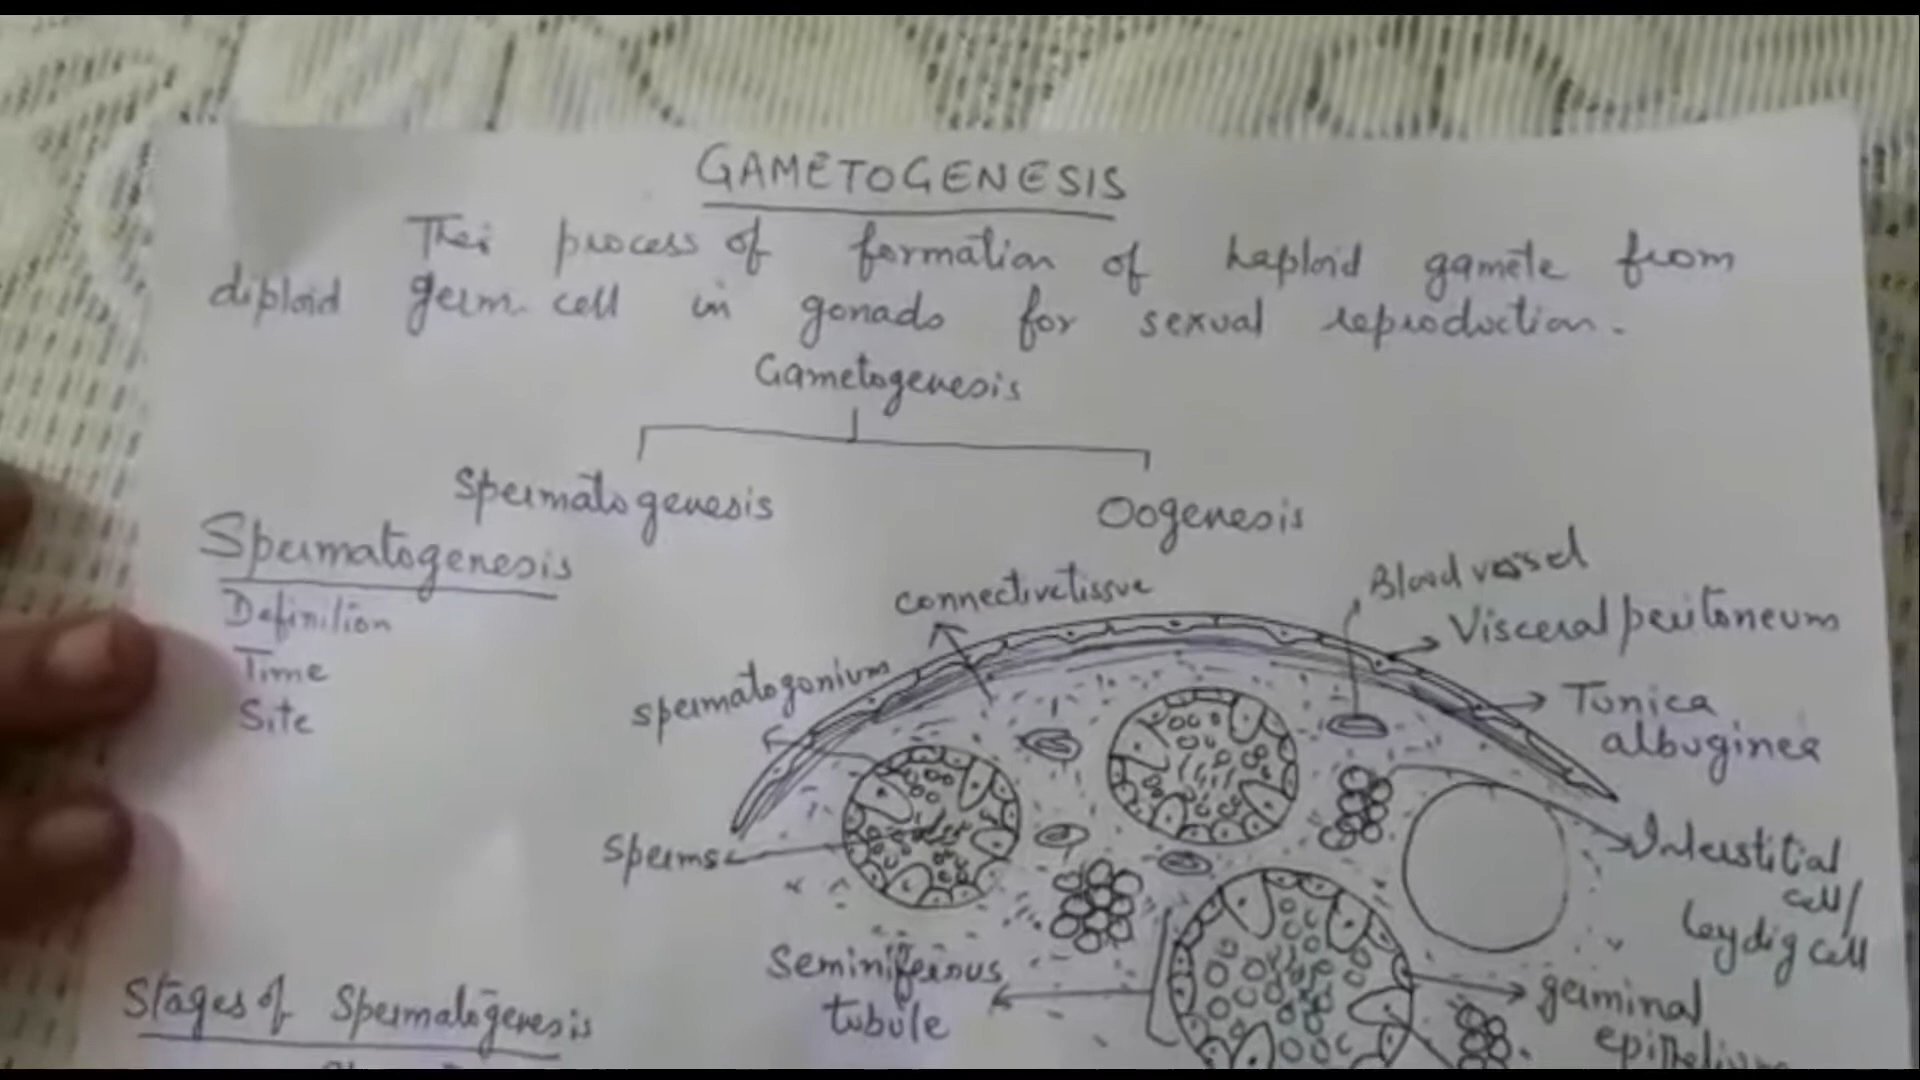 GAMETOGENESIS
The process of formation of haploid gamete from
diploid germ cell in gonads for sexual reproduction.
Gametogenesis
Spermatogenesis
Oogenesis
Spermatogenesis
Definition
Time
Site
connective tissue
Blood vessel
Visceral peritoneum
spermatogonium
Tunica
albuginea
sperms
Interstitial
cell/
Leydig cell
Seminiferous
tubule
germinal
epithelium
Stages of Spermatogenesis